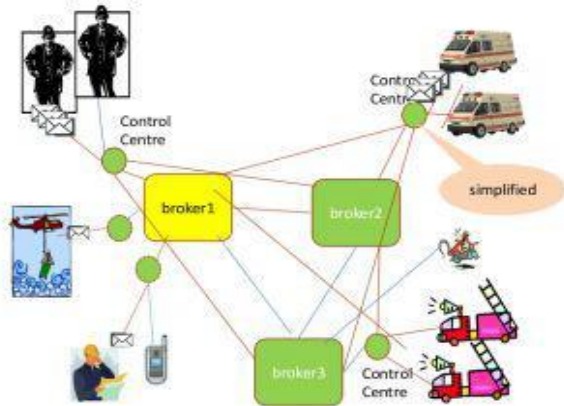 Control
Centre
Control
Centre
simplified
broker1
broker2
broker3
Control
Centre